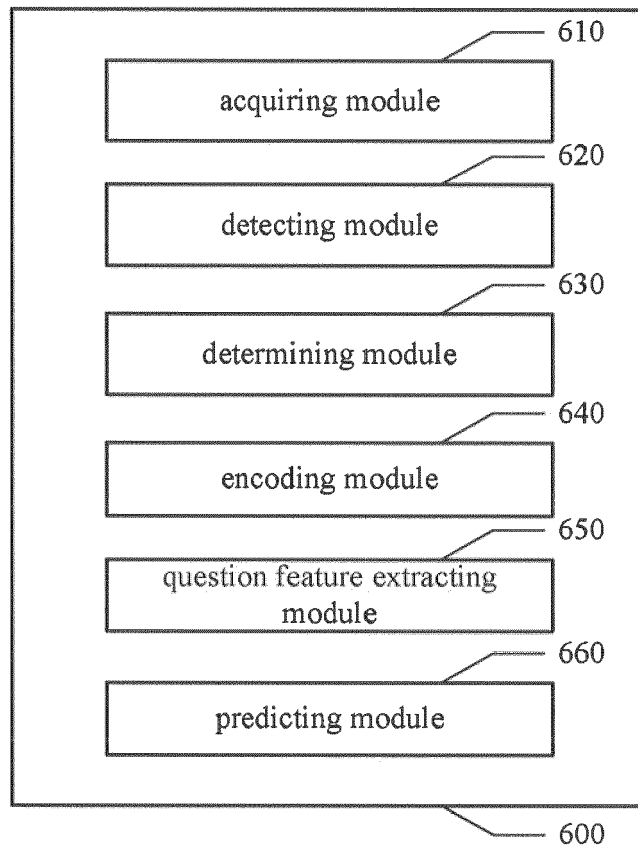 610
acquiring module
620
detecting module
630
determining module
640
encoding module
650
question feature extracting
module
660
predicting module
600